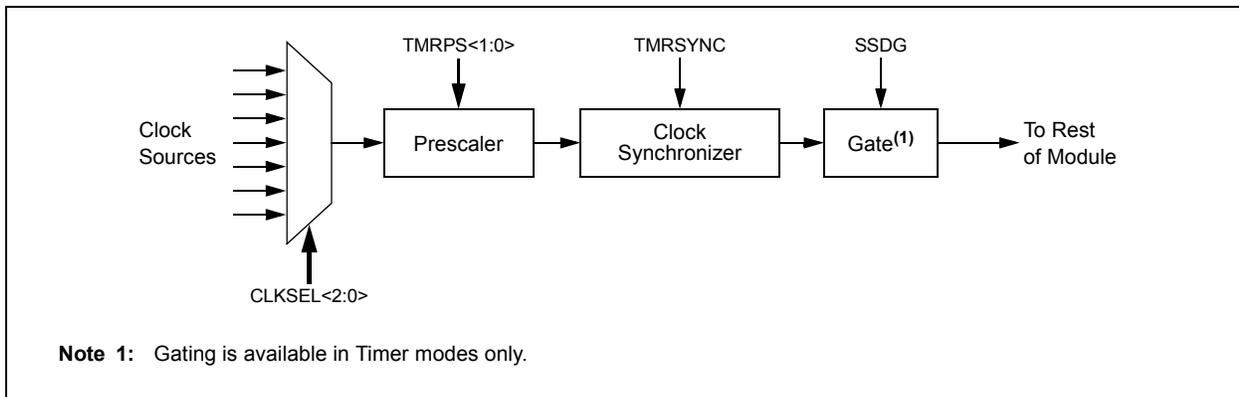 TMRPS<1:0>
TMRSYNC
SSDG
Clock
Sources
Prescaler
Clock
Synchronizer
Gate(1)
To Rest
of Module
CLKSEL<2:0>
Note 1: Gating is available in Timer modes only.